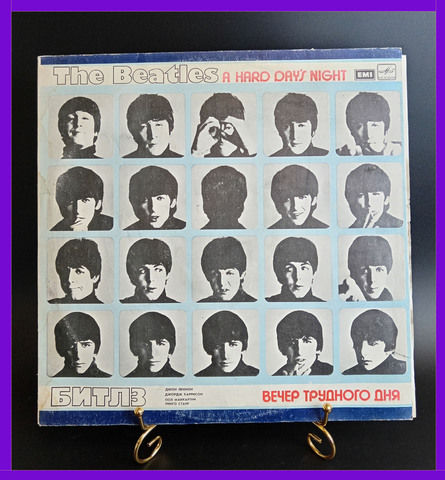 The Beatles A HARD DAY'S NIGHT EMI
БИТЛЗ
ДЖОН ЛЕННОН
ДЖОРДЖ ХАРРИСОН
ПОЛ МАККАРТНИ
РИНГО СТАРР
ВЕЧЕР ТРУДНОГО ДНЯ